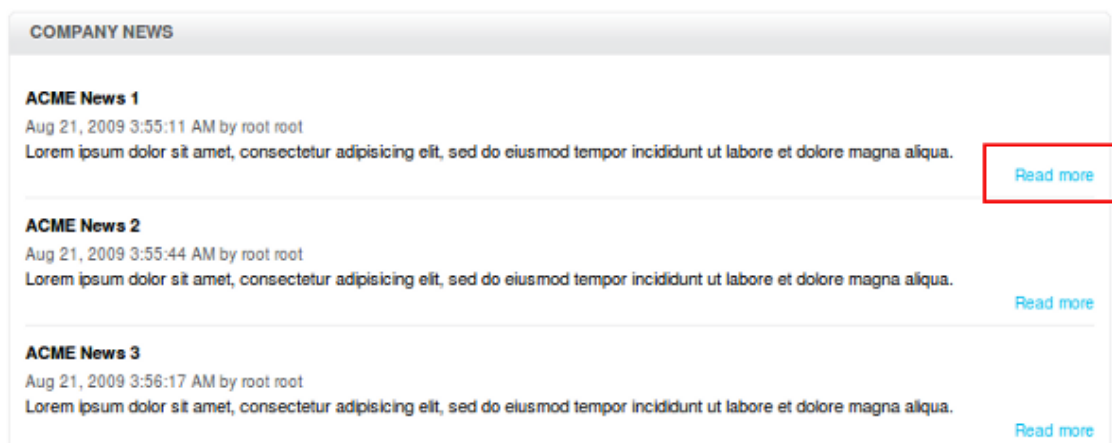 COMPANY NEWS
ACME News 1
Aug 21, 2009 3:55:11 AM by root root
Lorem ipsum dolor sit amet, consectetur adipisicing elit, sed do eiusmod tempor incididunt ut labore et dolore magna aliqua.
Read more
ACME News 2
Aug 21, 2009 3:55:44 AM by root root
Lorem ipsum dolor sit amet, consectetur adipisicing elit, sed do eiusmod tempor incididunt ut labore et dolore magna aliqua.
Read more
ACME News 3
Aug 21, 2009 3:56:17 AM by root root
Lorem ipsum dolor sit amet, consectetur adipisicing elit, sed do eiusmod tempor incididunt ut labore et dolore magna aliqua.
Read more